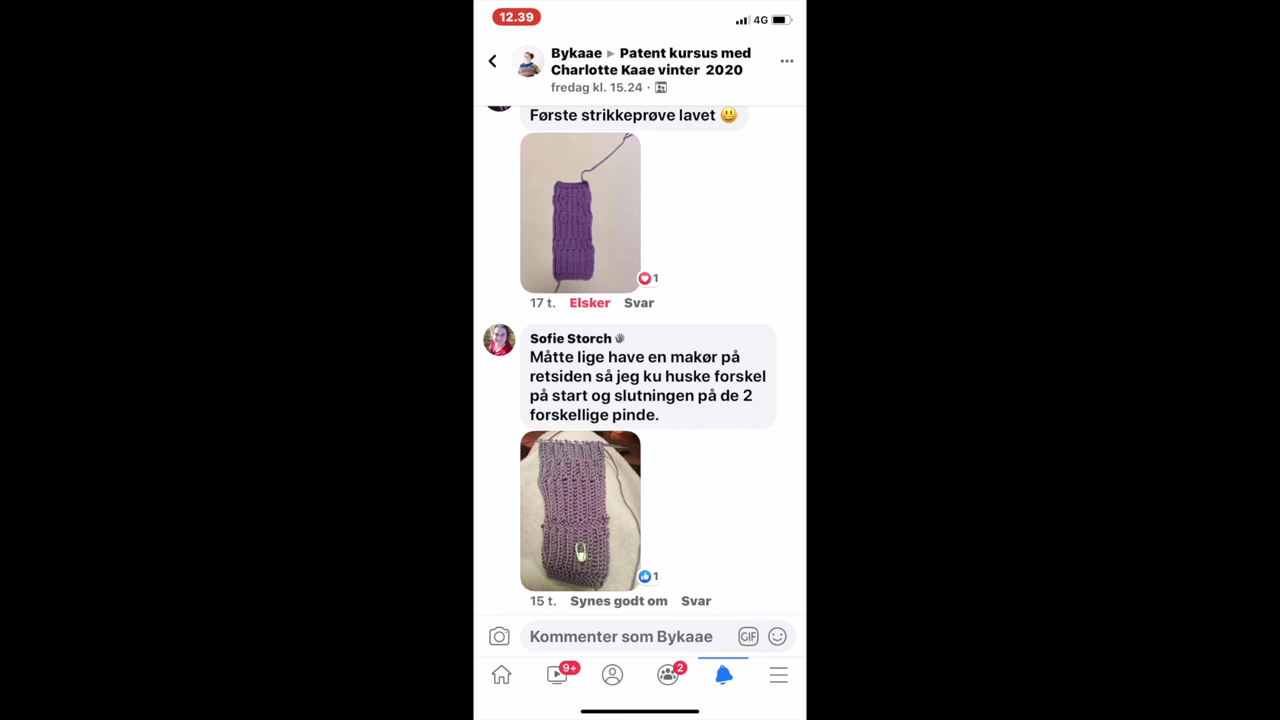 12.39
4G
Bykaae ▸ Patent kursus med
Charlotte Kaae vinter 2020
fredag kl. 15.24 ·
Første strikkeprøve lavet 😃
1
17 t. Elsker Svar
Sofie Storch
Måtte lige have en makør på
retsiden så jeg ku huske forskel
på start og slutningen på de 2
forskellige pinde.
1
15 t. Synes godt om Svar
Kommenter som Bykaae GIF
9+ 2